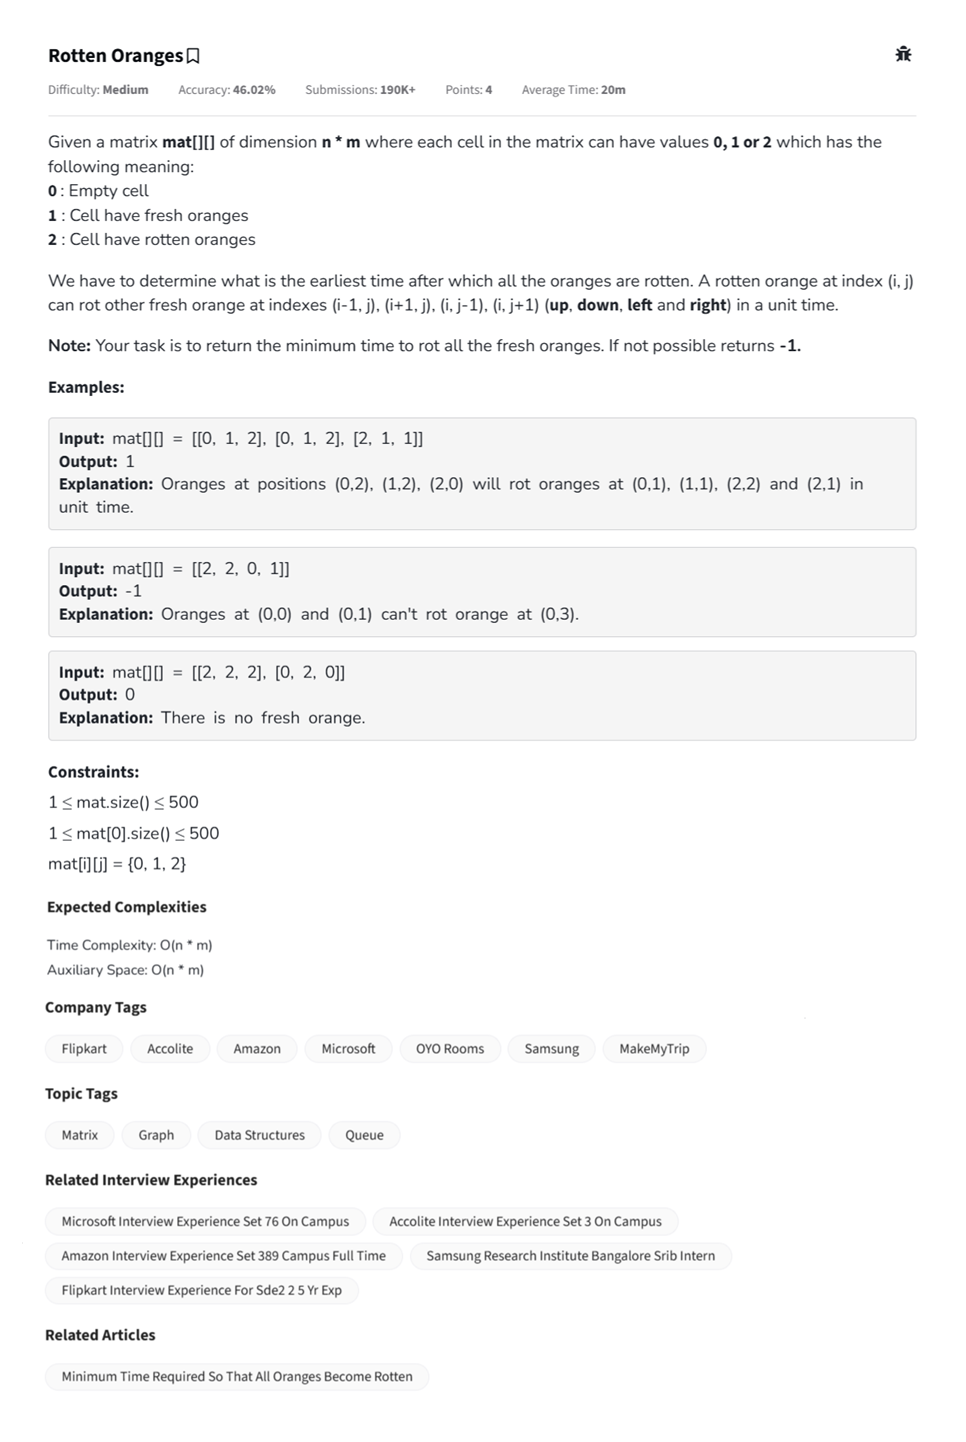 Rotten Oranges
Difficulty: Medium Accuracy: 46.02% Submissions: 190K+ Points: 4 Average Time: 20m
Given a matrix mat[][] of dimension n * m where each cell in the matrix can have values 0, 1 or 2 which has the
following meaning:
0 : Empty cell
1 : Cell have fresh oranges
2 : Cell have rotten oranges
We have to determine what is the earliest time after which all the oranges are rotten. A rotten orange at index (i, j)
can rot other fresh orange at indexes (i-1, j), (i+1, j), (i, j-1), (i, j+1) (up, down, left and right) in a unit time.
Note: Your task is to return the minimum time to rot all the fresh oranges. If not possible returns -1.
Examples:
Input: mat[][] = [[0, 1, 2], [0, 1, 2], [2, 1, 1]]
Output: 1
Explanation: Oranges at positions (0,2), (1,2), (2,0) will rot oranges at (0,1), (1,1), (2,2) and (2,1) in
unit time.
Input: mat[][] = [[2, 2, 0, 1]]
Output: -1
Explanation: Oranges at (0,0) and (0,1) can't rot orange at (0,3).
Input: mat[][] = [[2, 2, 2], [0, 2, 0]]
Output: 0
Explanation: There is no fresh orange.
Constraints:
1 ≤ mat.size() ≤ 500
1 ≤ mat[0].size() ≤ 500
mat[i][j] = {0, 1, 2}
Expected Complexities
Time Complexity: O(n * m)
Auxiliary Space: O(n * m)
Company Tags
Flipkart Accolite Amazon Microsoft OYO Rooms Samsung MakeMyTrip
Topic Tags
Matrix Graph Data Structures Queue
Related Interview Experiences
Microsoft Interview Experience Set 76 On Campus Accolite Interview Experience Set 3 On Campus
Amazon Interview Experience Set 389 Campus Full Time Samsung Research Institute Bangalore Srib Intern
Flipkart Interview Experience For Sde2 2 5 Yr Exp
Related Articles
Minimum Time Required So That All Oranges Become Rotten